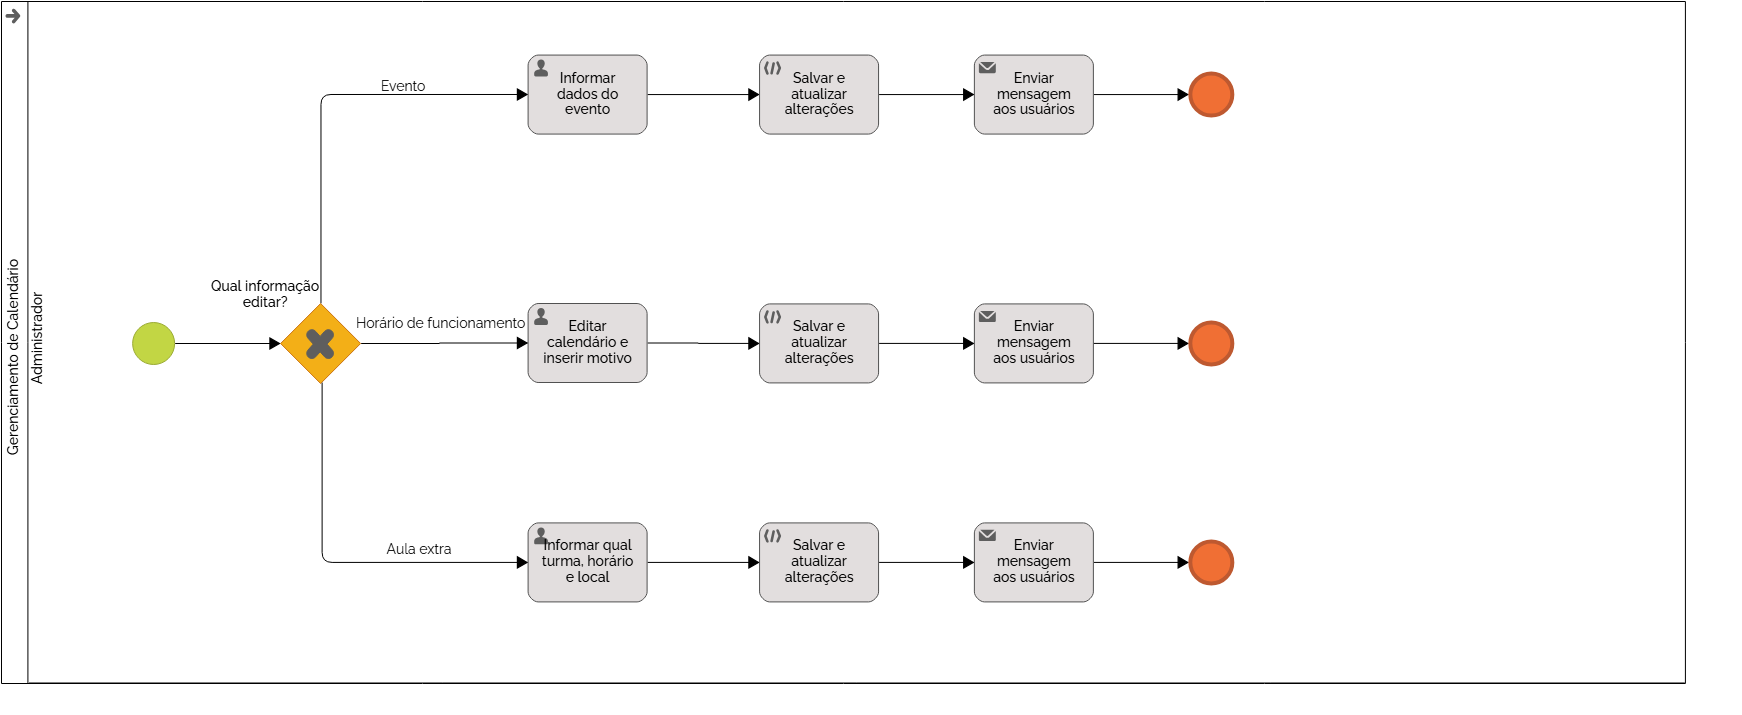 Gerenciamento de Calendário
Administrador
Qual informação
editar?
Evento
Informar
dados do
evento
Salvar e
atualizar
alterações
Enviar
mensagem
aos usuários
Horário de funcionamento
Editar
calendário e
inserir motivo
Salvar e
atualizar
alterações
Enviar
mensagem
aos usuários
Aula extra
Informar qual
turma, horário
e local
Salvar e
atualizar
alterações
Enviar
mensagem
aos usuários